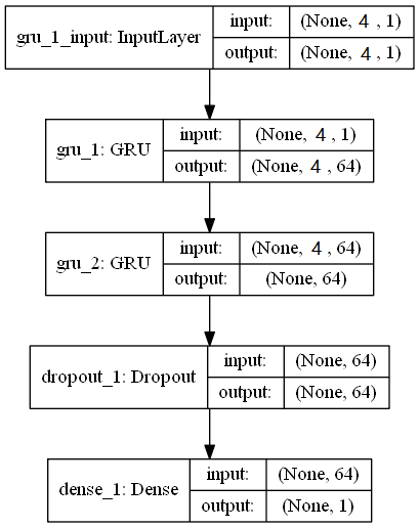 gru_1_input: InputLayer
input: (None, 4 , 1)
output: (None, 4 , 1)
gru_1: GRU
input: (None, 4 , 1)
output: (None, 4 , 64)
gru_2: GRU
input: (None, 4 , 64)
output: (None, 64)
dropout_1: Dropout
input: (None, 64)
output: (None, 64)
dense_1: Dense
input: (None, 64)
output: (None, 1)